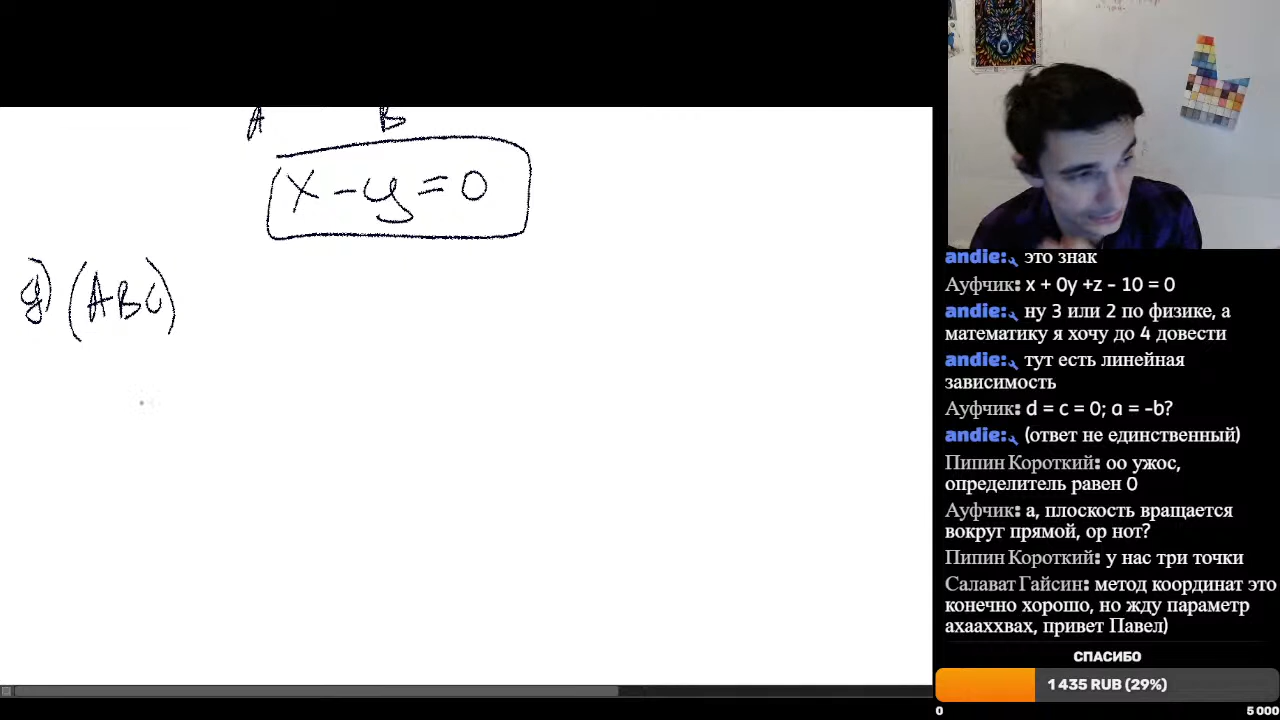 A B
x - y = 0
g) (ABC)
andie: это знак
Ауфчик: x + 0y +z - 10 = 0
andie: ну 3 или 2 по физике, а
математику я хочу до 4 довести
andie: тут есть линейная
зависимость
Ауфчик: d = c = 0; a = -b?
andie: (ответ не единственный)
Пипин Короткий: оо ужос,
определитель равен 0
Ауфчик: а, плоскость вращается
вокруг прямой, ор нот?
Пипин Короткий: у нас три точки
Салават Гайсин: метод координат это
конечно хорошо, но жду параметр
ахааххвах, привет Павел)
СПАСИБО
1 435 RUB (29%)
0 5 000